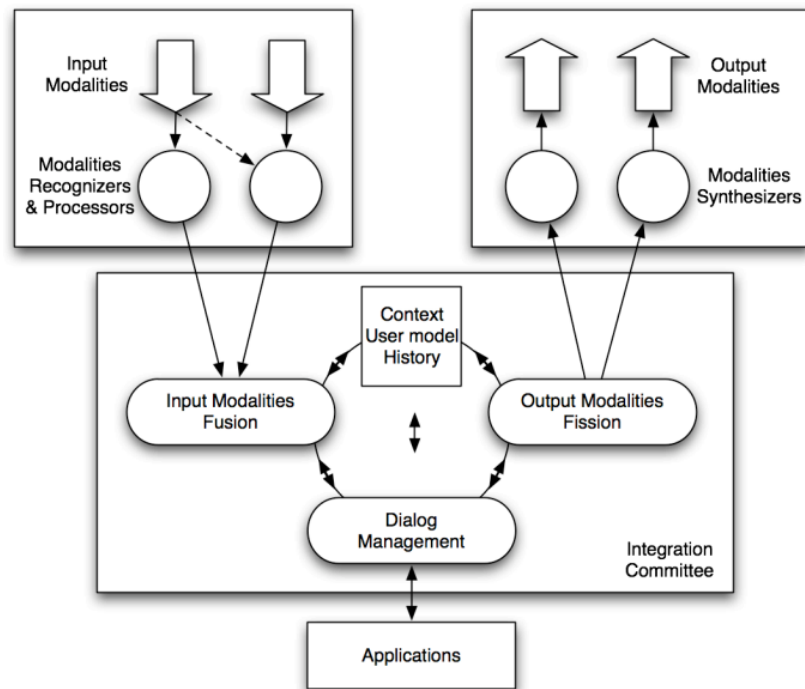 Input
Modalities
Modalities
Recognizers
& Processors
Output
Modalities
Modalities
Synthesizers
Context
User model
History
Input Modalities
Fusion
Output Modalities
Fission
Dialog
Management
Integration
Committee
Applications